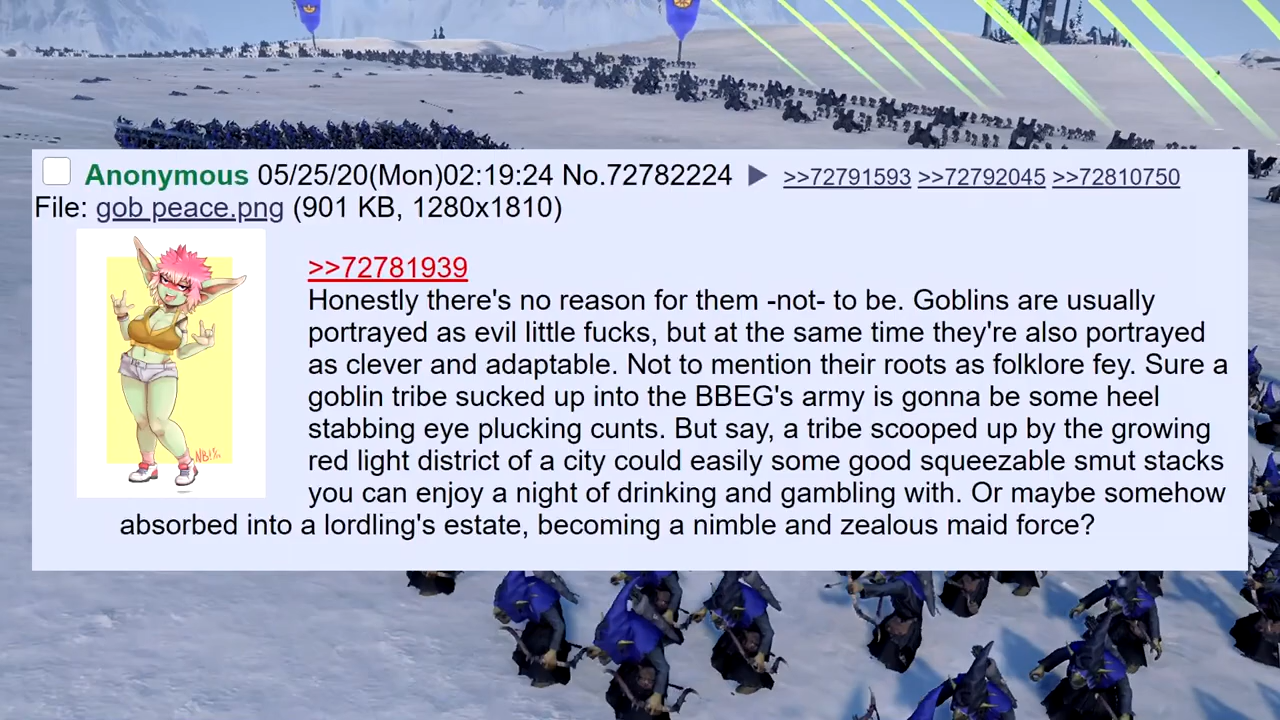 Anonymous 05/25/20(Mon)02:19:24 No.72782224 ▶ >>72791593 >>72792045 >>72810750
File: gob peace.png (901 KB, 1280x1810)
>>72781939
Honestly there's no reason for them -not- to be. Goblins are usually
portrayed as evil little fucks, but at the same time they're also portrayed
as clever and adaptable. Not to mention their roots as folklore fey. Sure a
goblin tribe sucked up into the BBEG's army is gonna be some heel
stabbing eye plucking cunts. But say, a tribe scooped up by the growing
red light district of a city could easily some good squeezable smut stacks
you can enjoy a night of drinking and gambling with. Or maybe somehow
absorbed into a lordling's estate, becoming a nimble and zealous maid force?